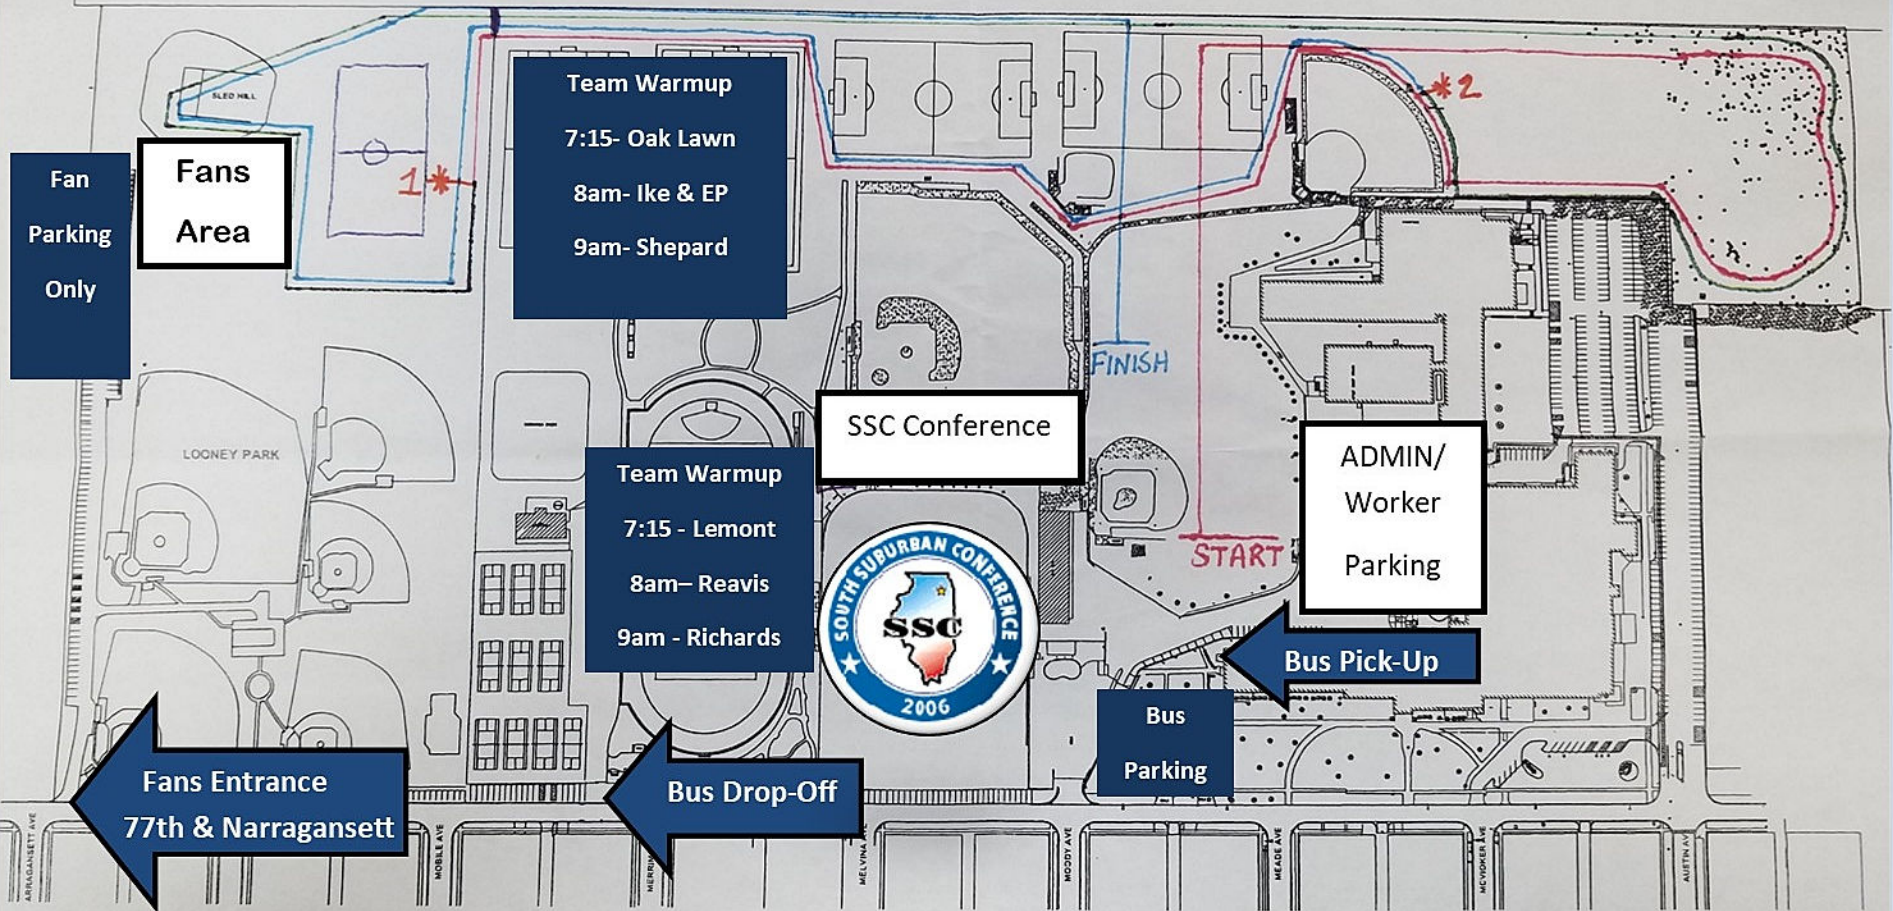 SLED HILL
Team Warmup
7:15- Oak Lawn
8am- Ike & EP
9am- Shepard
*2
1*
Fans
Area
Fan
Parking
Only
FINISH
LOONEY PARK
SSC Conference
ADMIN/
Worker
Parking
Team Warmup
7:15 - Lemont
8am– Reavis
9am - Richards
START
SOUTH SUBURBAN CONFERENCE
SSC
2006
Bus Pick-Up
Bus
Parking
Fans Entrance
77th & Narragansett
Bus Drop-Off
ARRAGANSETT AVE
MOBILE AVE
MELVINA
MOODY AVE
MEADE AVE
MCVICKER AVE
AUSTIN AV